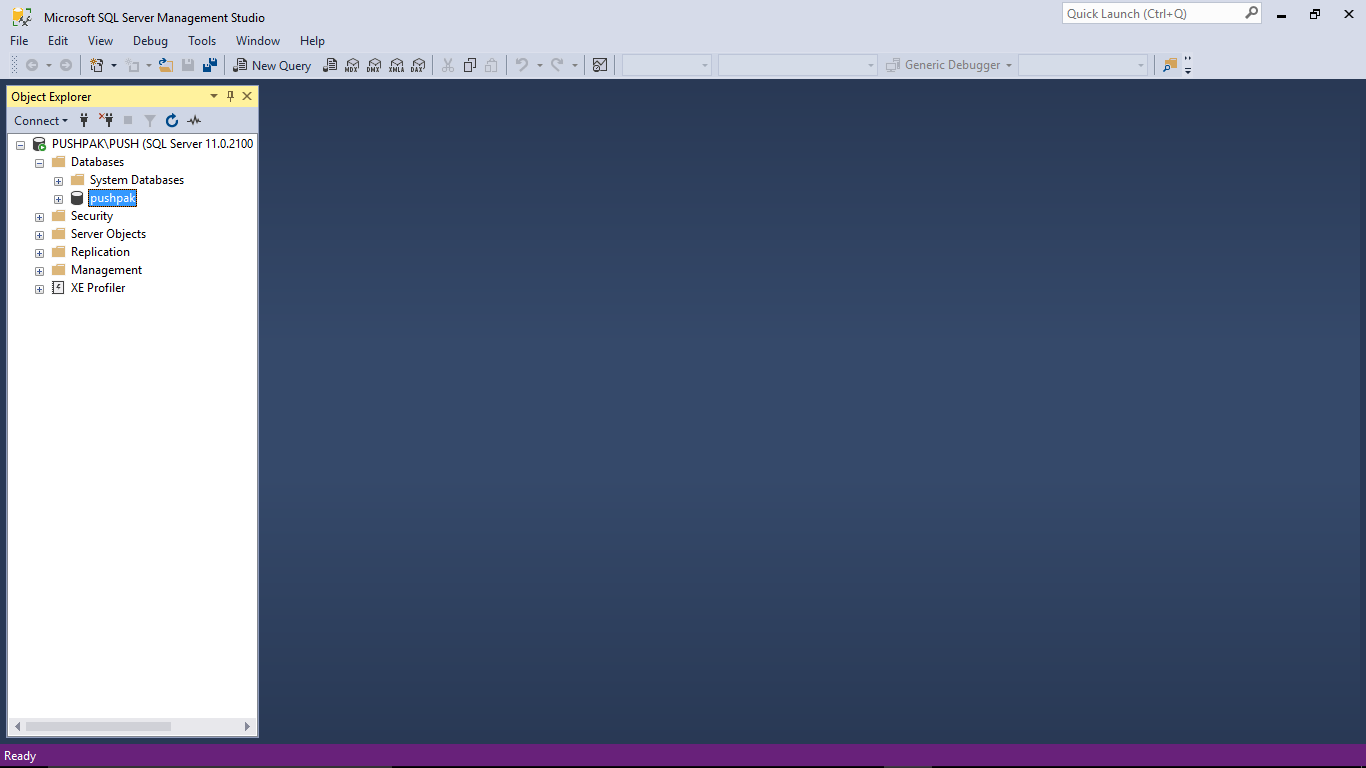 Microsoft SQL Server Management Studio
Quick Launch (Ctrl+Q)
File Edit View Debug Tools Window Help
New Query MDX DMX XMLA DAX Generic Debugger
Object Explorer
Connect
PUSHPAK\PUSH (SQL Server 11.0.2100
Databases
System Databases
pushpak
Security
Server Objects
Replication
Management
XE Profiler
Ready